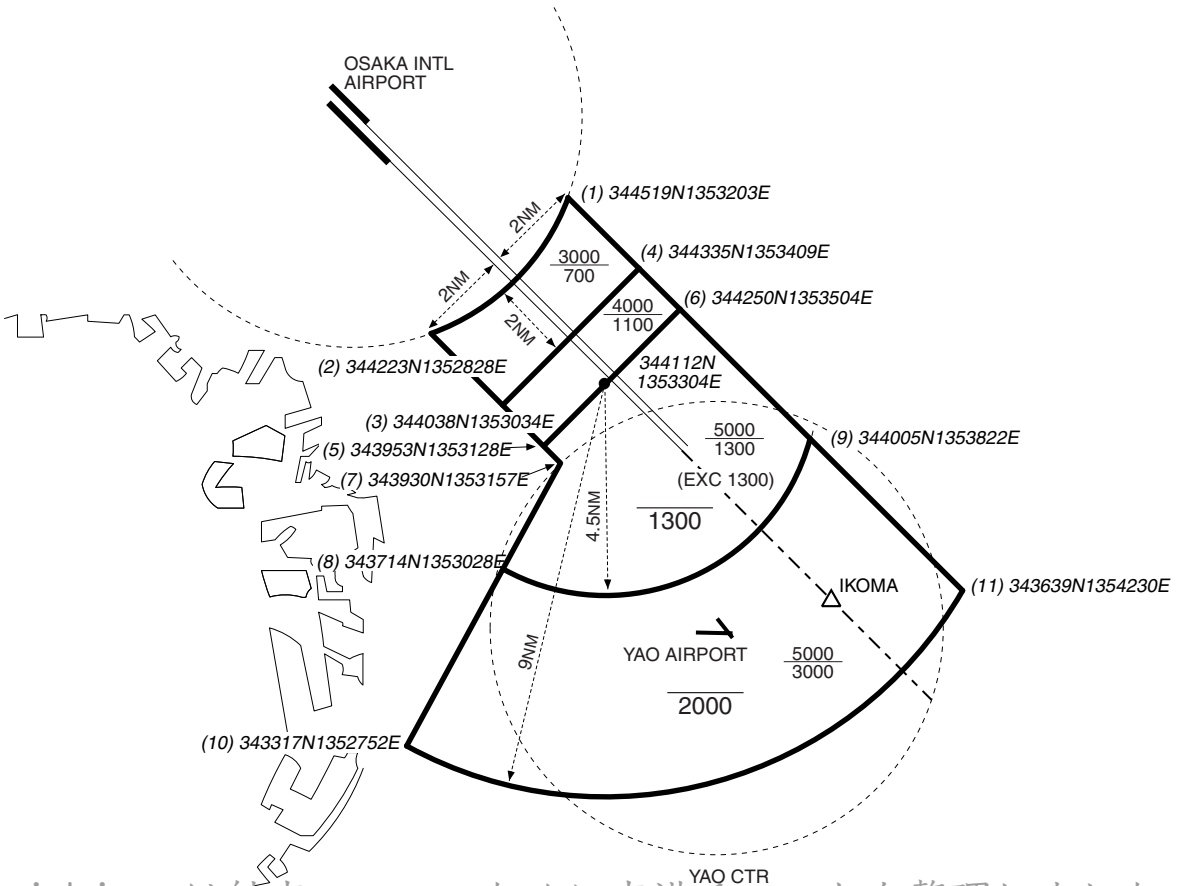 OSAKA INTL
AIRPORT
(1) 344519N1353203E
2NM
3000
700
(4) 344335N1353409E
2NM
4000
1100
(6) 344250N1353504E
2NM
(2) 344223N1352828E
344112N
1353304E
(3) 344038N1353034E
5000
1300
(9) 344005N1353822E
(5) 343953N1353128E
(EXC 1300)
(7) 343930N1353157E
1300
4.5NM
(8) 343714N1353028E
IKOMA
(11) 343639N1354230E
9NM
YAO AIRPORT
5000
3000
2000
(10) 343317N1352752E
YAO CTR